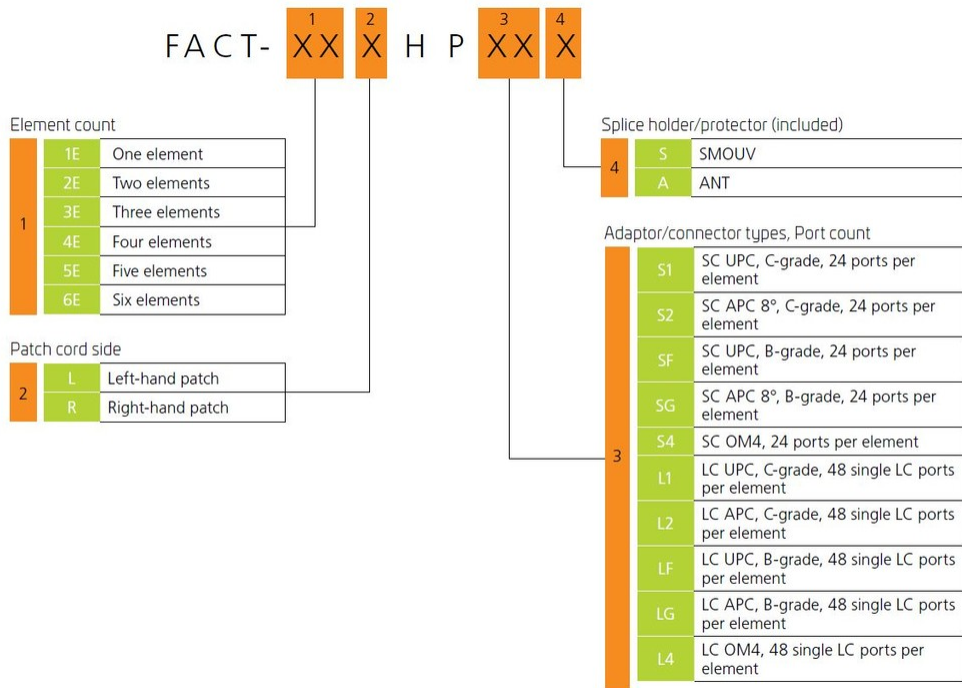 1 2 3 4
FACT- XX X H P XX X
Element count
1
1E One element
2E Two elements
3E Three elements
4E Four elements
5E Five elements
6E Six elements
Patch cord side
2
L Left-hand patch
R Right-hand patch
Splice holder/protector (included)
4
S SMOUV
A ANT
Adaptor/connector types, Port count
3
S1 SC UPC, C-grade, 24 ports per
element
S2 SC APC 8°, C-grade, 24 ports per
element
SF SC UPC, B-grade, 24 ports per
element
SG SC APC 8°, B-grade, 24 ports per
element
S4 SC OM4, 24 ports per element
L1 LC UPC, C-grade, 48 single LC ports
per element
L2 LC APC, C-grade, 48 single LC ports
per element
LF LC UPC, B-grade, 48 single LC ports
per element
LG LC APC, B-grade, 48 single LC ports
per element
L4 LC OM4, 48 single LC ports per
element